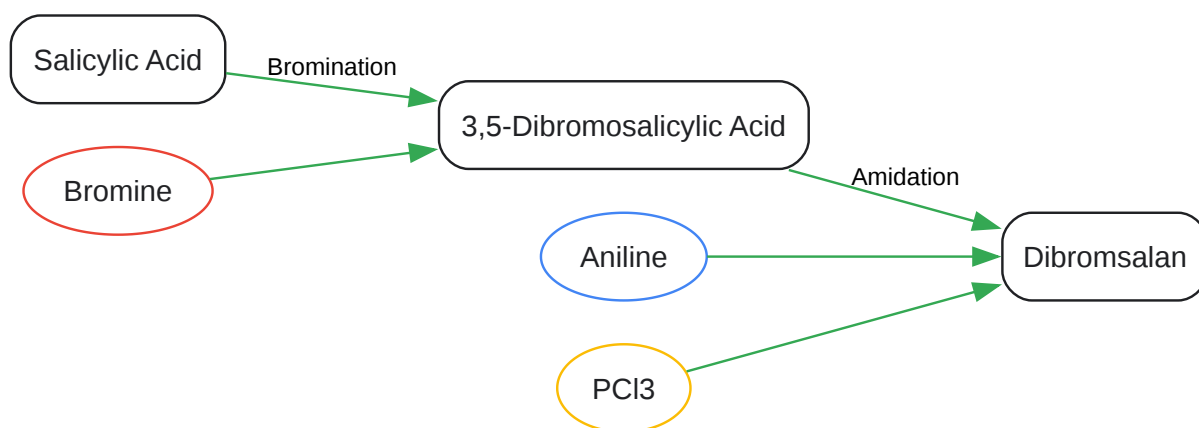 Salicylic Acid
Bromination
3,5-Dibromosalicylic Acid
Bromine
Amidation
Aniline
Dibromsalan
PCl3